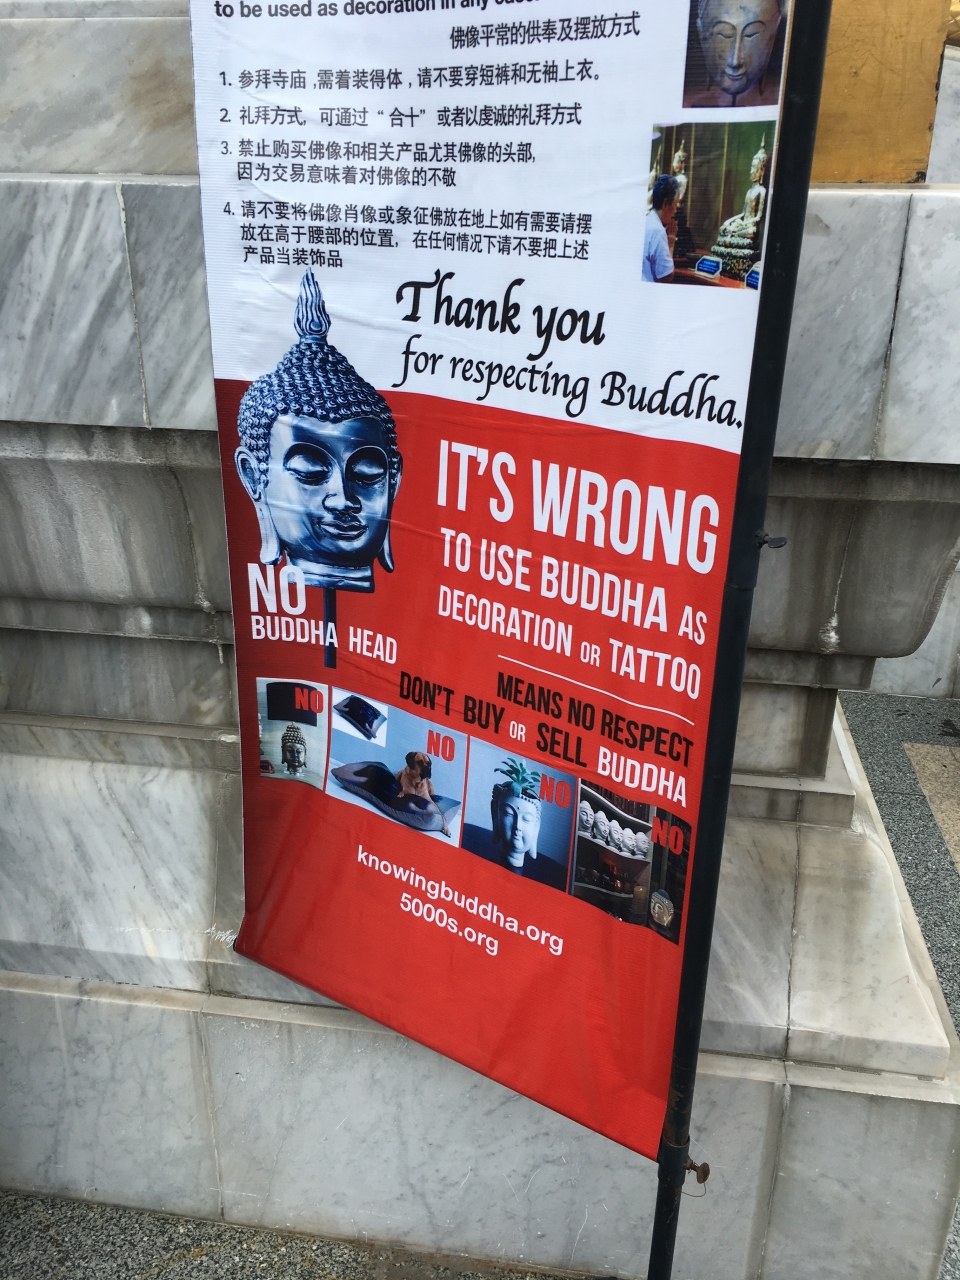 to be used as decoration in any
佛像平常的供奉及摆放方式
1. 参拜寺庙 ,需着装得体 , 请不要穿短裤和无袖上衣。
2. 礼拜方式, 可通过 “ 合十” 或者以虔诚的礼拜方式
3. 禁止购买佛像和相关产品尤其佛像的头部,
因为交易意味着对佛像的不敬
4. 请不要将佛像肖像或象征佛放在地上如有需要请摆
放在高于腰部的位置, 在任何情况下请不要把上述
产品当装饰品
Thank you
for respecting Buddha.
IT'S WRONG
TO USE BUDDHA AS
DECORATION OR TATTOO
MEANS NO RESPECT
DON'T BUY OR SELL BUDDHA
NO
BUDDHA HEAD
NO
NO
NO
NO
knowingbuddha.org
5000s.org